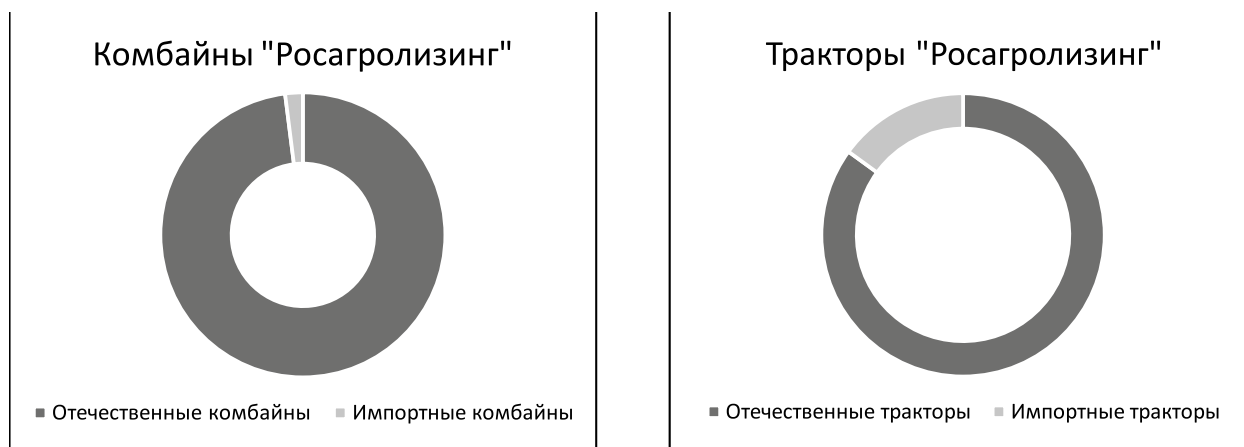 Комбайны "Росагролизинг"
Отечественные комбайны
Импортные комбайны
Тракторы "Росагролизинг"
Отечественные тракторы
Импортные тракторы